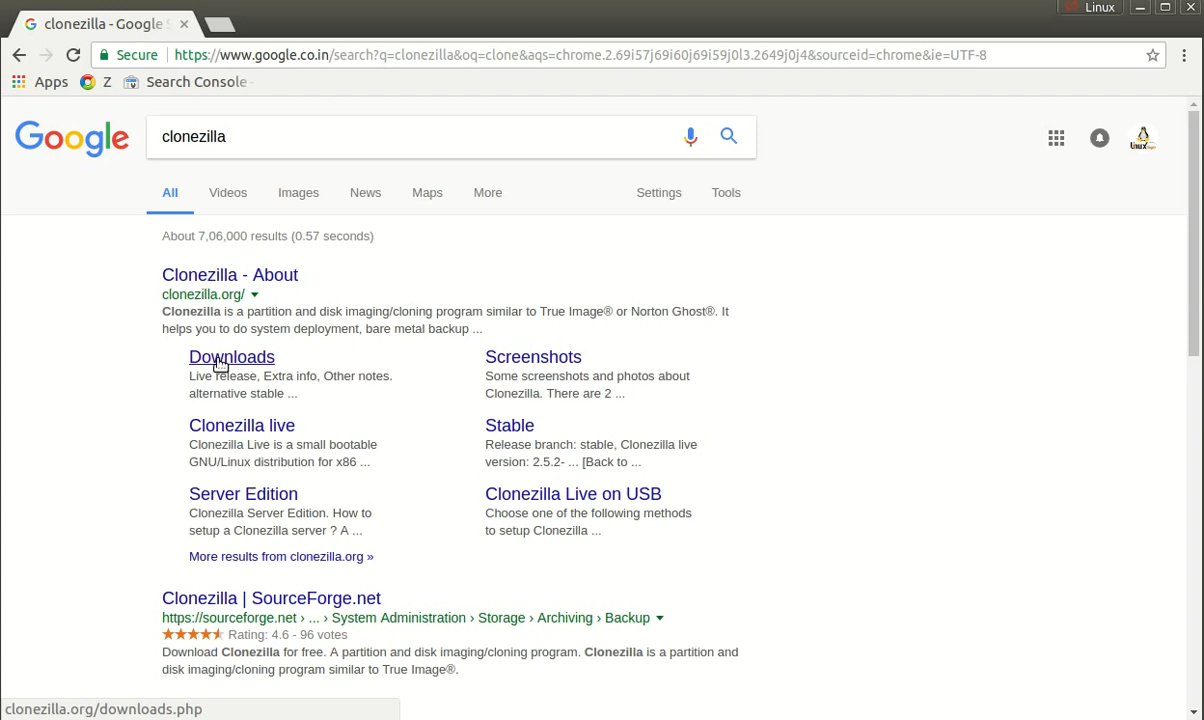 Linux
clonezilla - Google S
Secure https://www.google.co.in/search?q=clonezilla&oq=clone&aqs=chrome.2.69i57j69i60j69i59j0l3.2649j0j4&sourceid=chrome&ie=UTF-8
Apps Z Search Console -
Google clonezilla
All Videos Images News Maps More Settings Tools
About 7,06,000 results (0.57 seconds)
Clonezilla - About
clonezilla.org/
Clonezilla is a partition and disk imaging/cloning program similar to True Image® or Norton Ghost®. It
helps you to do system deployment, bare metal backup ...
Downloads
Live release, Extra info, Other notes.
alternative stable ...
Screenshots
Some screenshots and photos about
Clonezilla. There are 2 ...
Clonezilla live
Clonezilla Live is a small bootable
GNU/Linux distribution for x86 ...
Stable
Release branch: stable, Clonezilla live
version: 2.5.2- ... [Back to ...
Server Edition
Clonezilla Server Edition. How to
setup a Clonezilla server ? A ...
Clonezilla Live on USB
Choose one of the following methods
to setup Clonezilla ...
More results from clonezilla.org »
Clonezilla | SourceForge.net
https://sourceforge.net › ... › System Administration › Storage › Archiving › Backup
Rating: 4.6 - 96 votes
Download Clonezilla for free. A partition and disk imaging/cloning program. Clonezilla is a partition and
disk imaging/cloning program similar to True Image®.
clonezilla.org/downloads.php